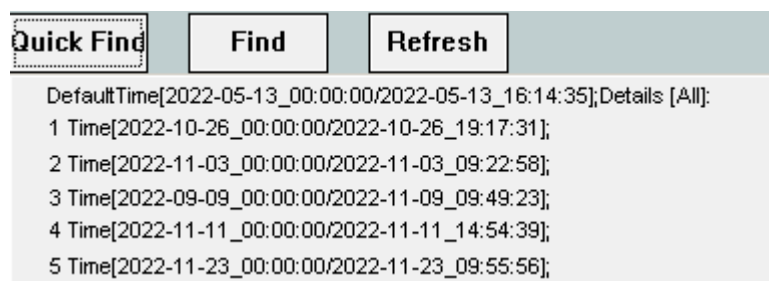 Quick Find Find Refresh
DefaultTime[2022-05-13_00:00:00/2022-05-13_16:14:35];Details [All]:
1 Time[2022-10-26_00:00:00/2022-10-26_19:17:31];
2 Time[2022-11-03_00:00:00/2022-11-03_09:22:58];
3 Time[2022-09-09_00:00:00/2022-11-09_09:49:23];
4 Time[2022-11-11_00:00:00/2022-11-11_14:54:39];
5 Time[2022-11-23_00:00:00/2022-11-23_09:55:56];